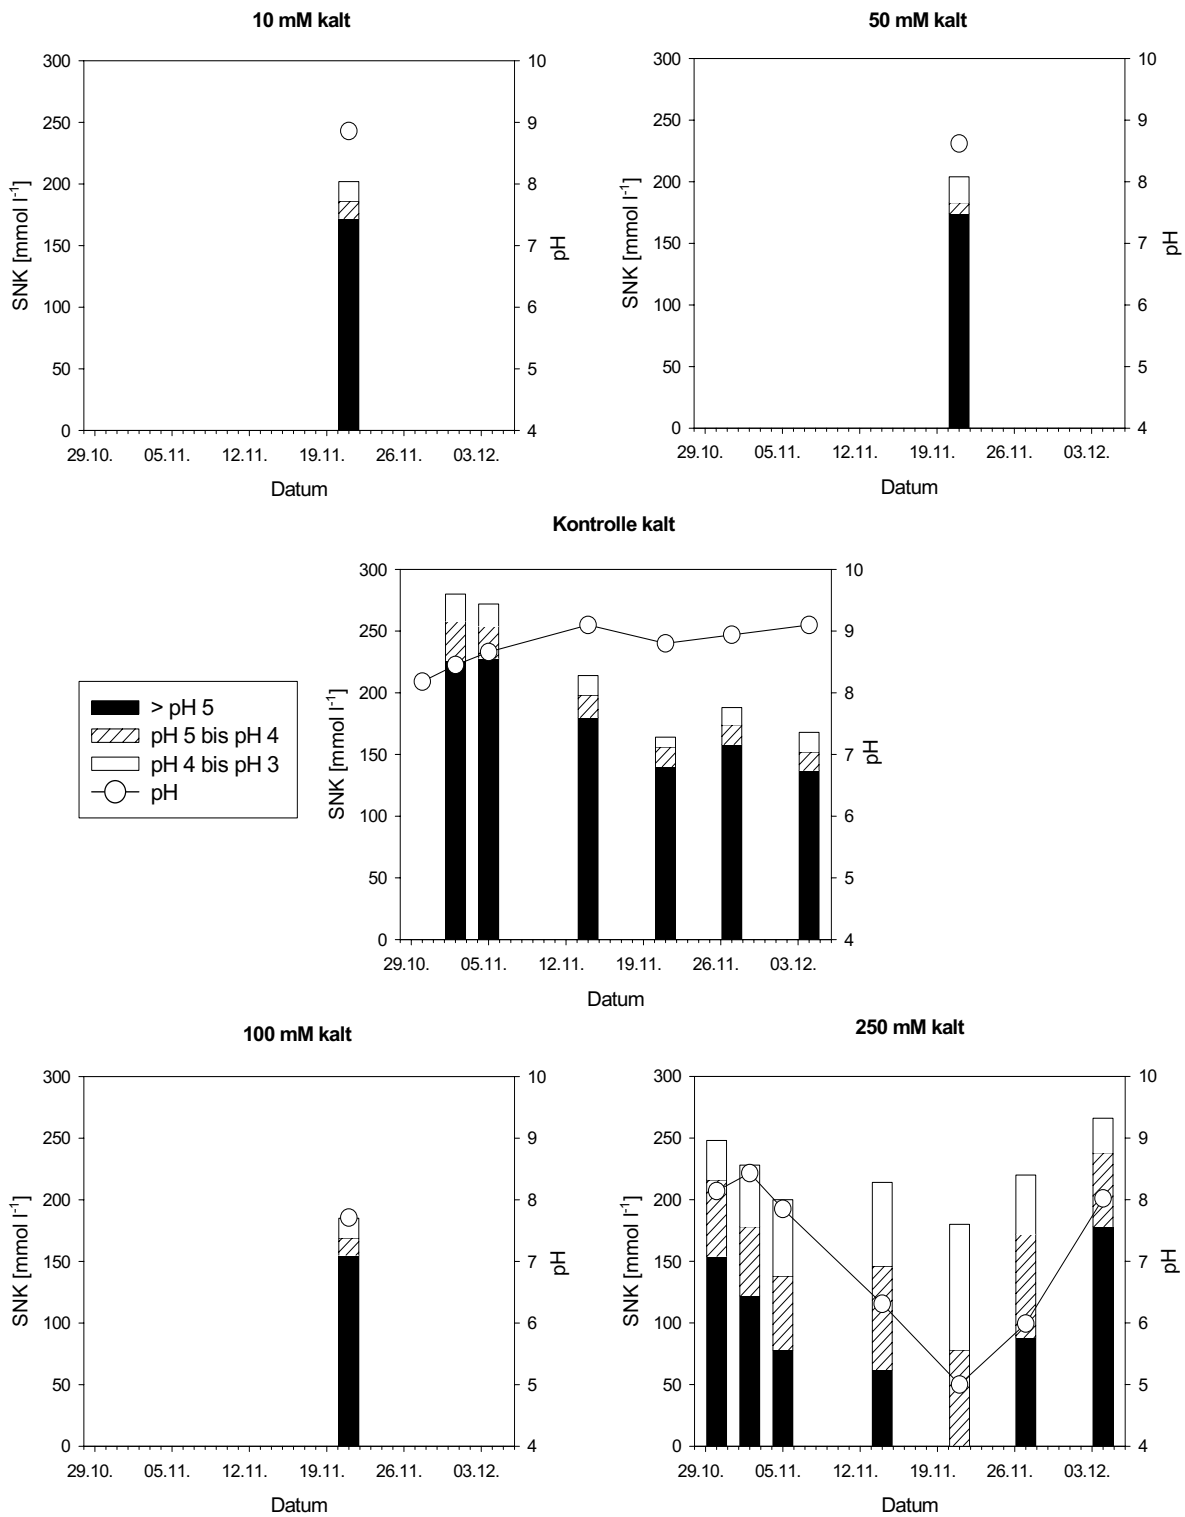 10 mM kalt
300
250
200
150
100
50
0
SNK [mmol l⁻¹]
10
9
8
7
6
5
4
pH
29.10. 05.11. 12.11. 19.11. 26.11. 03.12.
Datum
50 mM kalt
300
250
200
150
100
50
0
SNK [mmol l⁻¹]
10
9
8
7
6
5
4
pH
29.10. 05.11. 12.11. 19.11. 26.11. 03.12.
Datum
Kontrolle kalt
> pH 5
pH 5 bis pH 4
pH 4 bis pH 3
pH
300
250
200
150
100
50
0
SNK [mmol l⁻¹]
10
9
8
7
6
5
4
pH
29.10. 05.11. 12.11. 19.11. 26.11. 03.12.
Datum
100 mM kalt
300
250
200
150
100
50
0
SNK [mmol l⁻¹]
10
9
8
7
6
5
4
pH
29.10. 05.11. 12.11. 19.11. 26.11. 03.12.
Datum
250 mM kalt
300
250
200
150
100
50
0
SNK [mmol l⁻¹]
10
9
8
7
6
5
4
pH
29.10. 05.11. 12.11. 19.11. 26.11. 03.12.
Datum